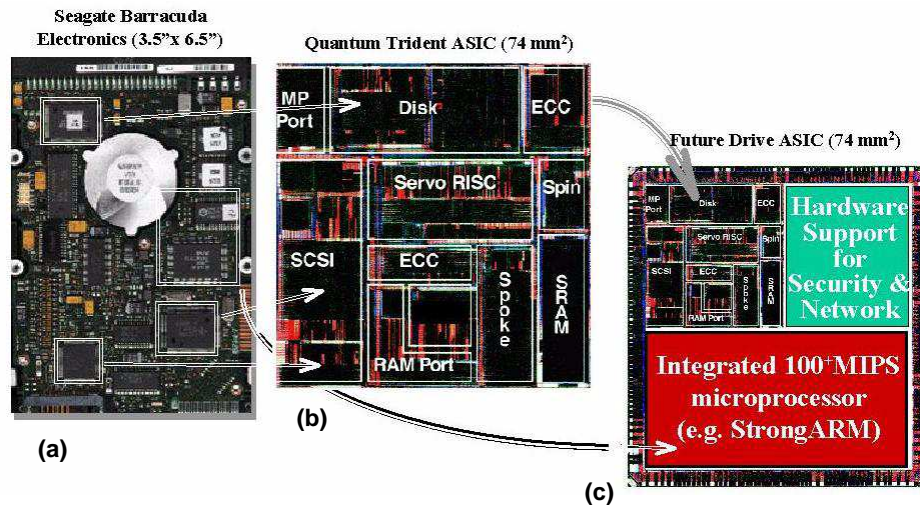 Seagate Barracuda
Electronics (3.5”x 6.5”)
Quantum Trident ASIC (74 mm²)
MP
Port
Disk
ECC
Servo RISC
Spin
SCSI
ECC
Spoke
SRAM
RAM Port
Future Drive ASIC (74 mm²)
MP
Port
Disk
ECC
Servo RISC
Spin
SCSI
ECC
Spoke
SRAM
RAM Port
Hardware
Support
for
Security &
Network
Integrated 100⁺MIPS
microprocessor
(e.g. StrongARM)
(a)
(b)
(c)